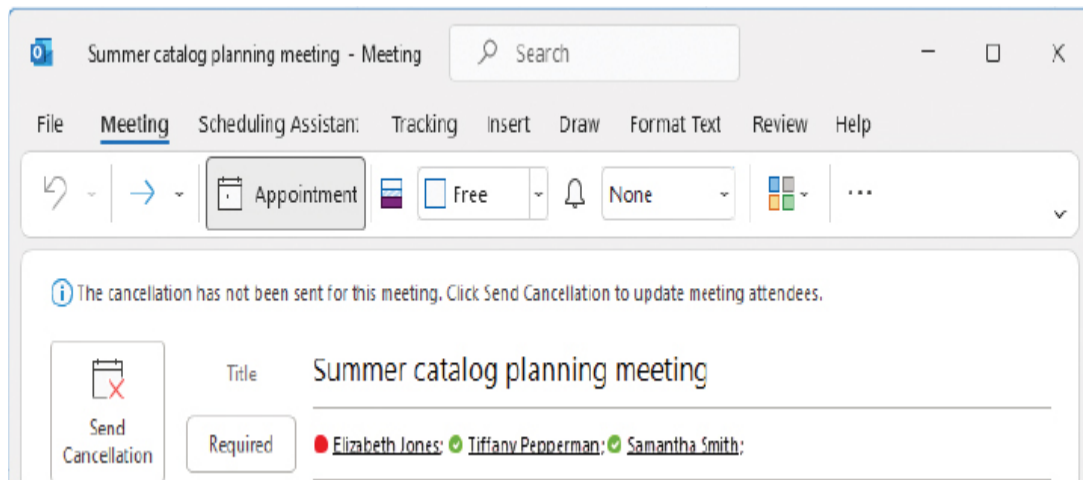 Summer catalog planning meeting - Meeting Search
File Meeting Scheduling Assistant Tracking Insert Draw Format Text Review Help
Appointment Free None ...
The cancellation has not been sent for this meeting. Click Send Cancellation to update meeting attendees.
Title Summer catalog planning meeting
Send
Cancellation
Required Elizabeth Jones; Tiffany Pepperman; Samantha Smith;